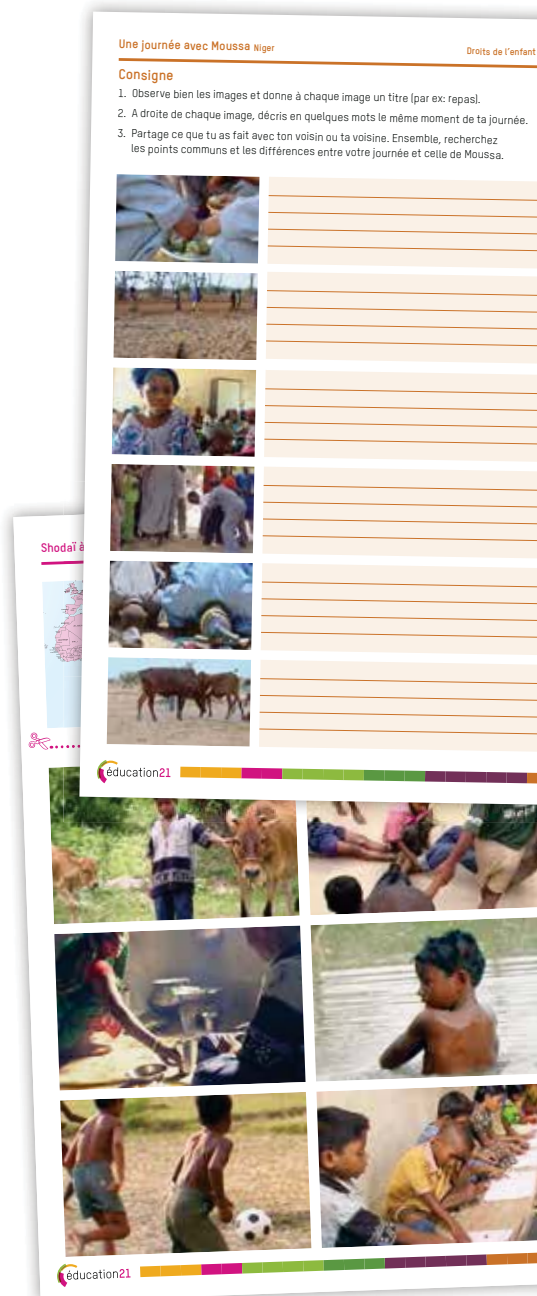 Une journée avec Moussa Niger
Droits de l'enfant
Consigne
1. Observe bien les images et donne à chaque image un titre (par ex: repas).
2. A droite de chaque image, décris en quelques mots le même moment de ta journée.
3. Partage ce que tu as fait avec ton voisin ou ta voisine. Ensemble, recherchez
les points communs et les différences entre votre journée et celle de Moussa.
éducation21
Shodaï à
éducation21